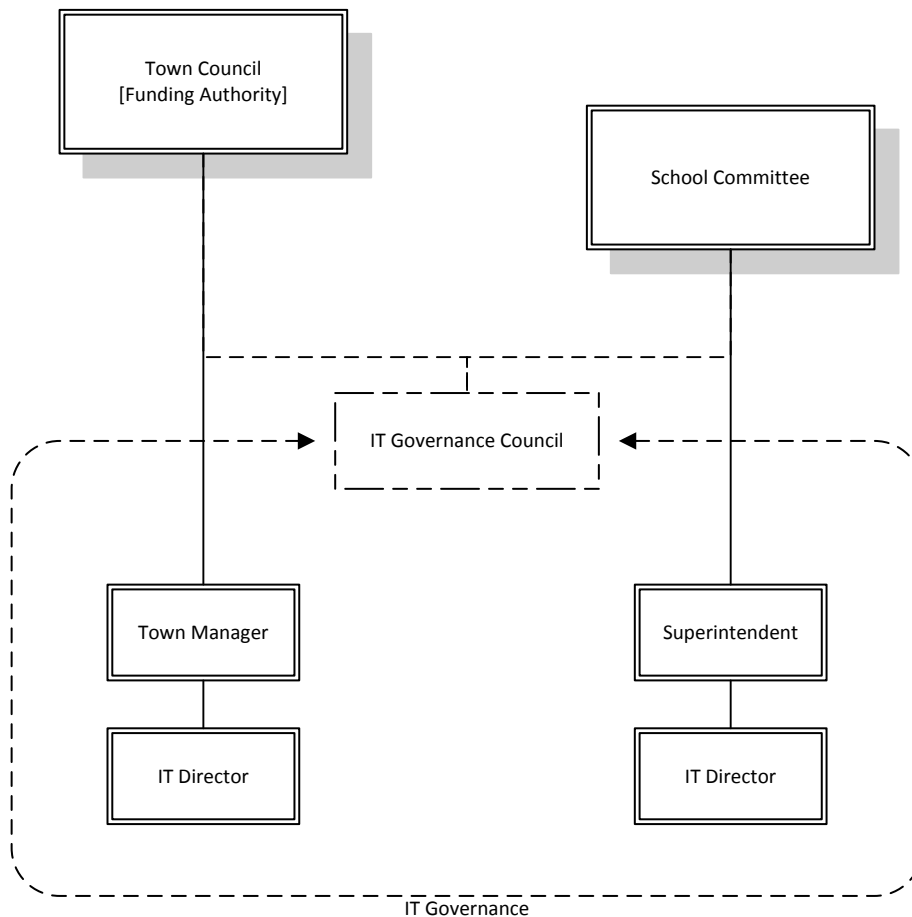 Town Council
[Funding Authority]
School Committee
IT Governance Council
Town Manager
Superintendent
IT Director
IT Director
IT Governance